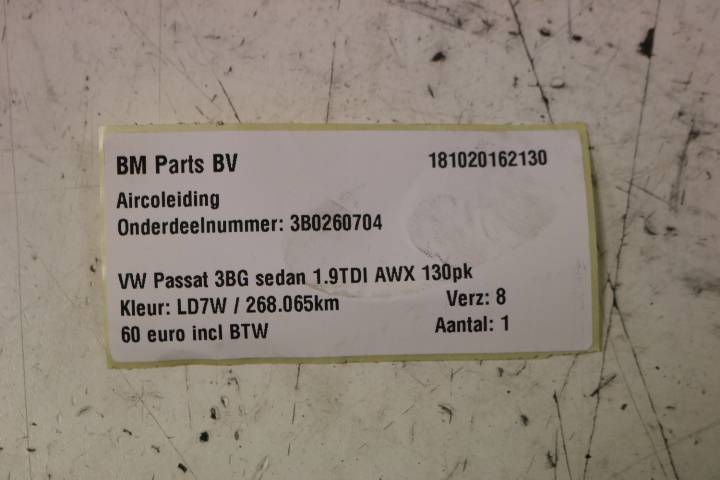 BM Parts BV 181020162130
Aircoleiding
Onderdeelnummer: 3B0260704
VW Passat 3BG sedan 1.9TDI AWX 130pk
Kleur: LD7W / 268.065km Verz: 8
60 euro incl BTW Aantal: 1